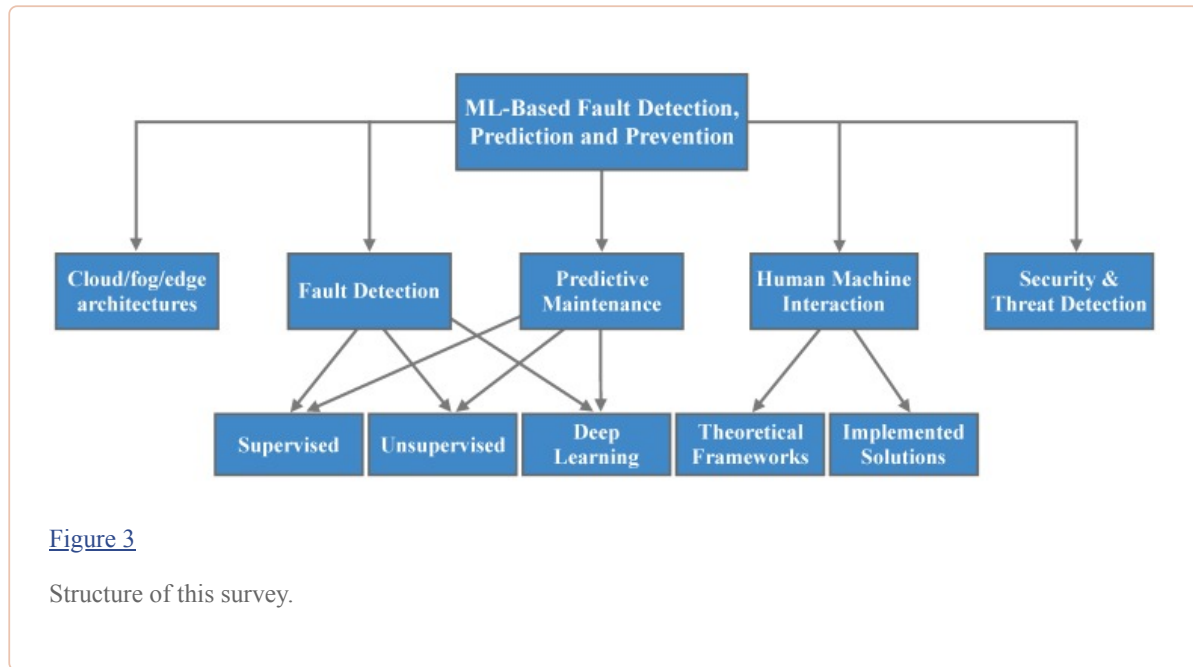 ML-Based Fault Detection,
Prediction and Prevention
Cloud/fog/edge
architectures
Fault Detection
Predictive
Maintenance
Human Machine
Interaction
Security &
Threat Detection
Supervised
Unsupervised
Deep
Learning
Theoretical
Frameworks
Implemented
Solutions
Figure 3
Structure of this survey.